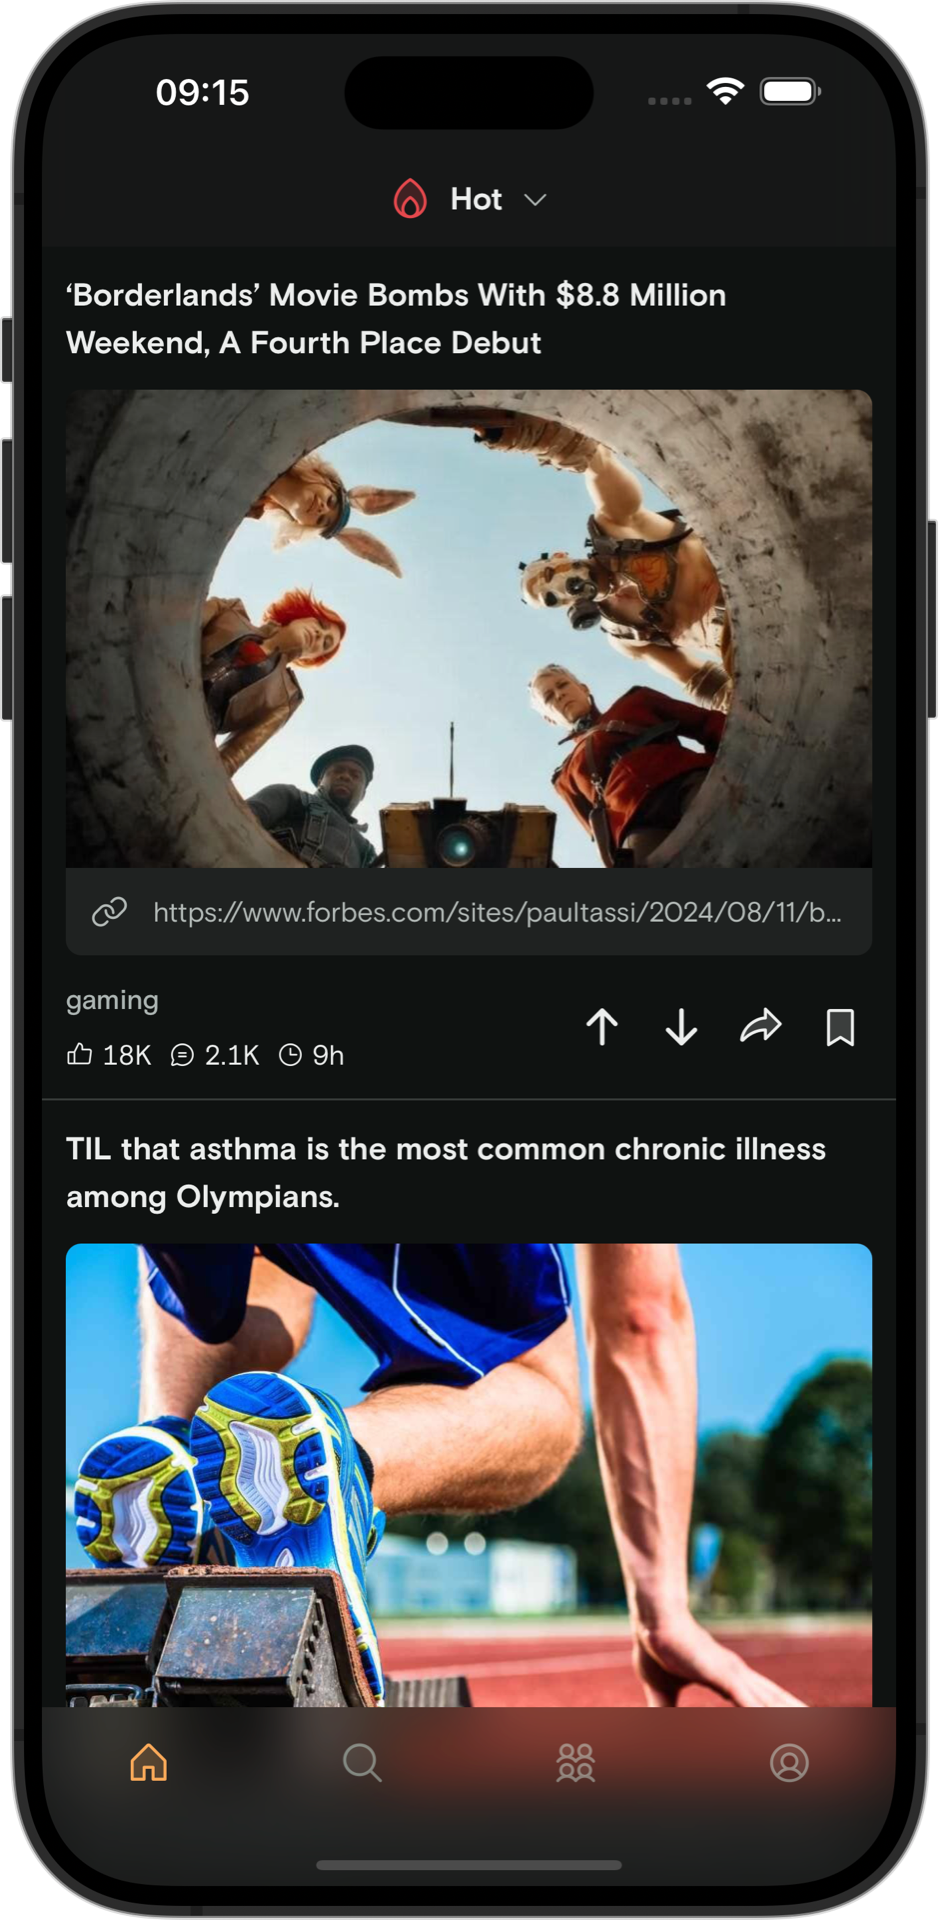 09:15
Hot
‘Borderlands’ Movie Bombs With $8.8 Million
Weekend, A Fourth Place Debut
https://www.forbes.com/sites/paultassi/2024/08/11/b...
gaming
18K 2.1K 9h
TIL that asthma is the most common chronic illness
among Olympians.